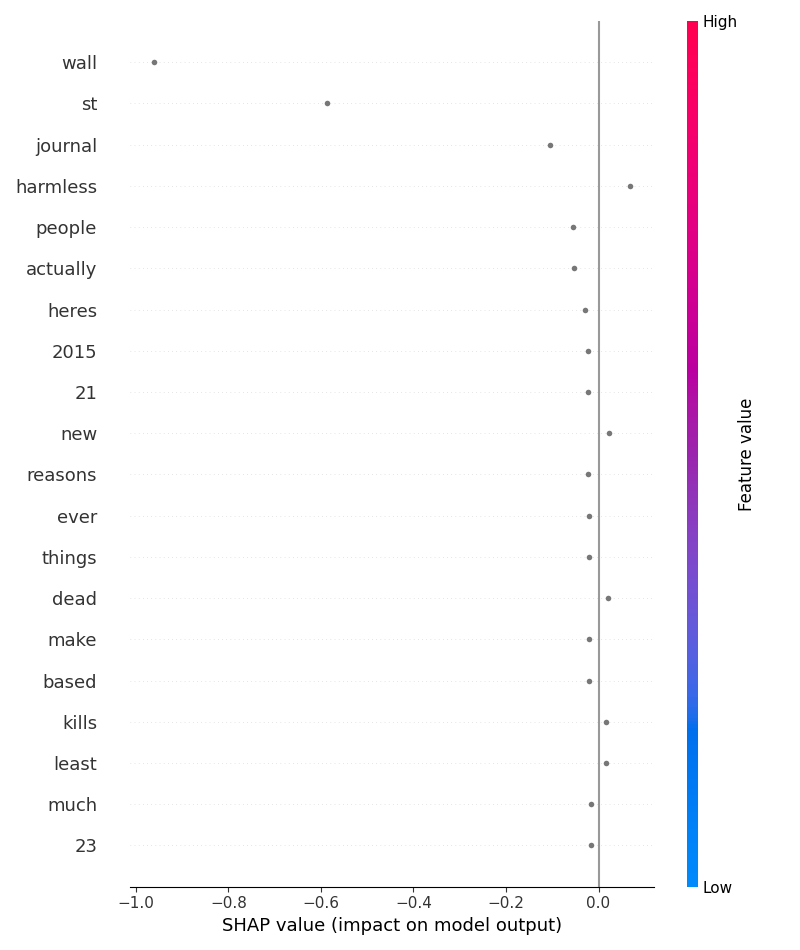 High
wall
st
journal
harmless
people
actually
heres
2015
21
new
reasons
ever
things
dead
make
based
kills
least
much
23
Feature value
Low
−1.0 −0.8 −0.6 −0.4 −0.2 0.0
SHAP value (impact on model output)